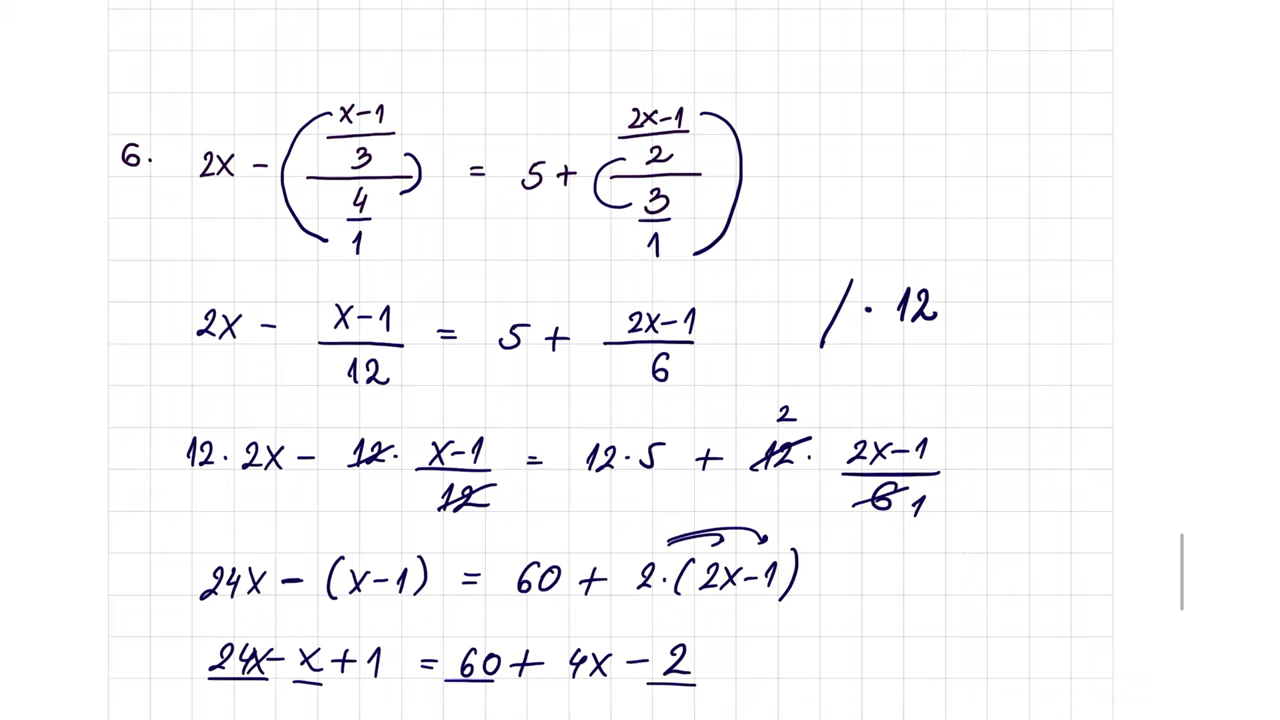 6. 2x - ((x-1)/3)/(4/1) = 5 + ((2x-1)/2)/(3/1)
2x - (x-1)/12 = 5 + (2x-1)/6 / · 12
12 · 2x - 12 · (x-1)/12 = 12 · 5 + 12 2 · (2x-1)/6 1
24x - (x-1) = 60 + 2 · (2x-1)
24x - x + 1 = 60 + 4x - 2